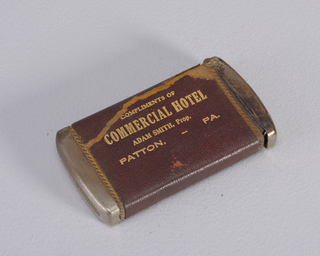 COMPLIMENTS OF
COMMERCIAL HOTEL
ADAM SMITH, Prop.
PATTON. - PA.